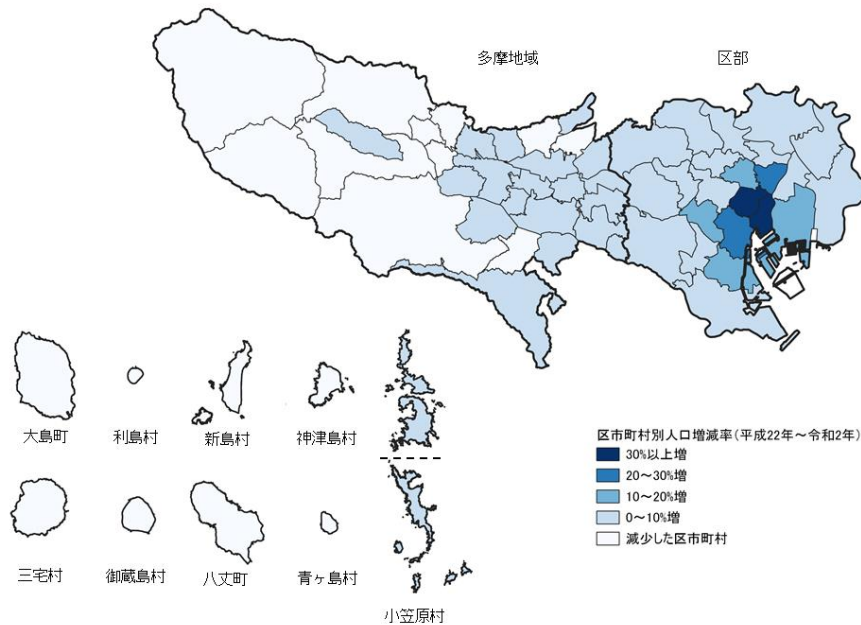 多摩地域
区部
大島町
利島村
新島村
神津島村
三宅村
御蔵島村
八丈町
青ヶ島村
小笠原村
区市町村別人口増減率(平成22年~令和2年)
30%以上増
20~30%増
10~20%増
0~10%増
減少した区市町村